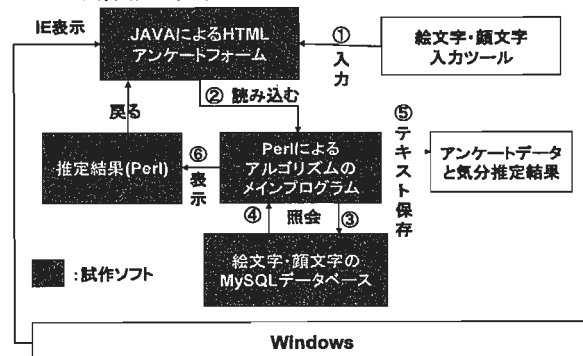 IE表示
JAVAによるHTML
アンケートフォーム
①
入力
絵文字・顔文字
入力ツール
② 読み込む
戻る
推定結果(Perl)
⑥
表示
Perlによる
アルゴリズムの
メインプログラム
⑤
テキスト保存
アンケートデータ
と気分推定結果
④ 照会 ③
絵文字・顔文字の
MySQLデータベース
:試作ソフト
Windows